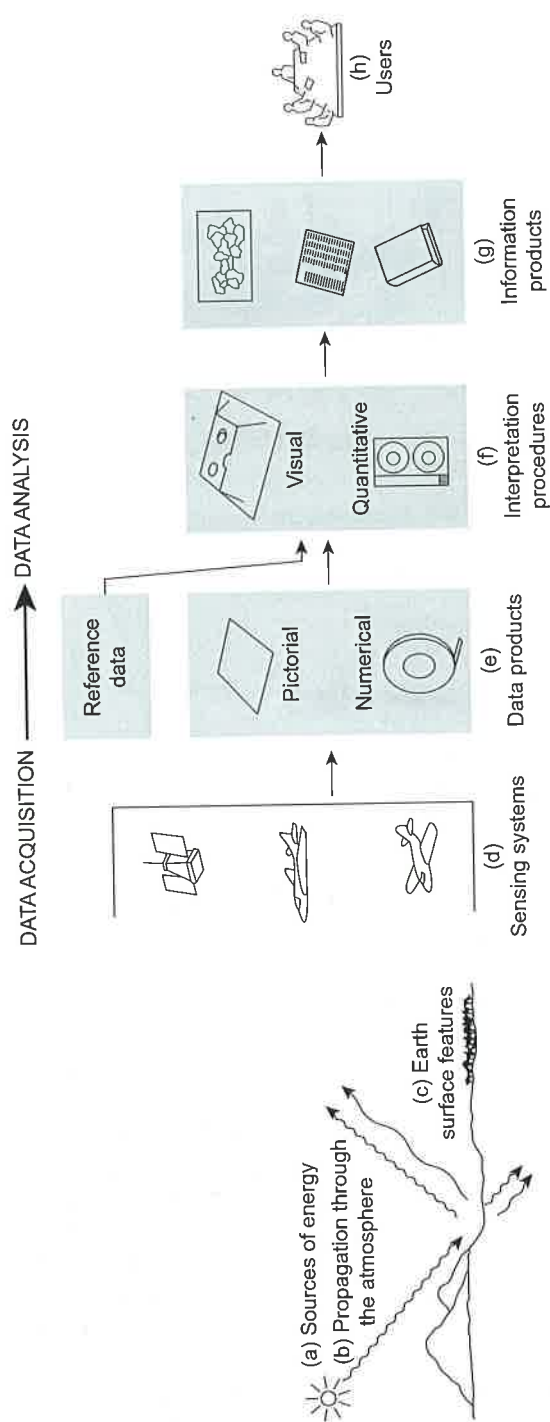 DATA ACQUISITION
DATA ANALYSIS
(a) Sources of energy
(b) Propagation through
the atmosphere
(c) Earth
surface features
(d)
Sensing systems
Reference
data
Pictorial
Numerical
(e)
Data products
Visual
Quantitative
(f)
Interpretation
procedures
(g)
Information
products
(h)
Users